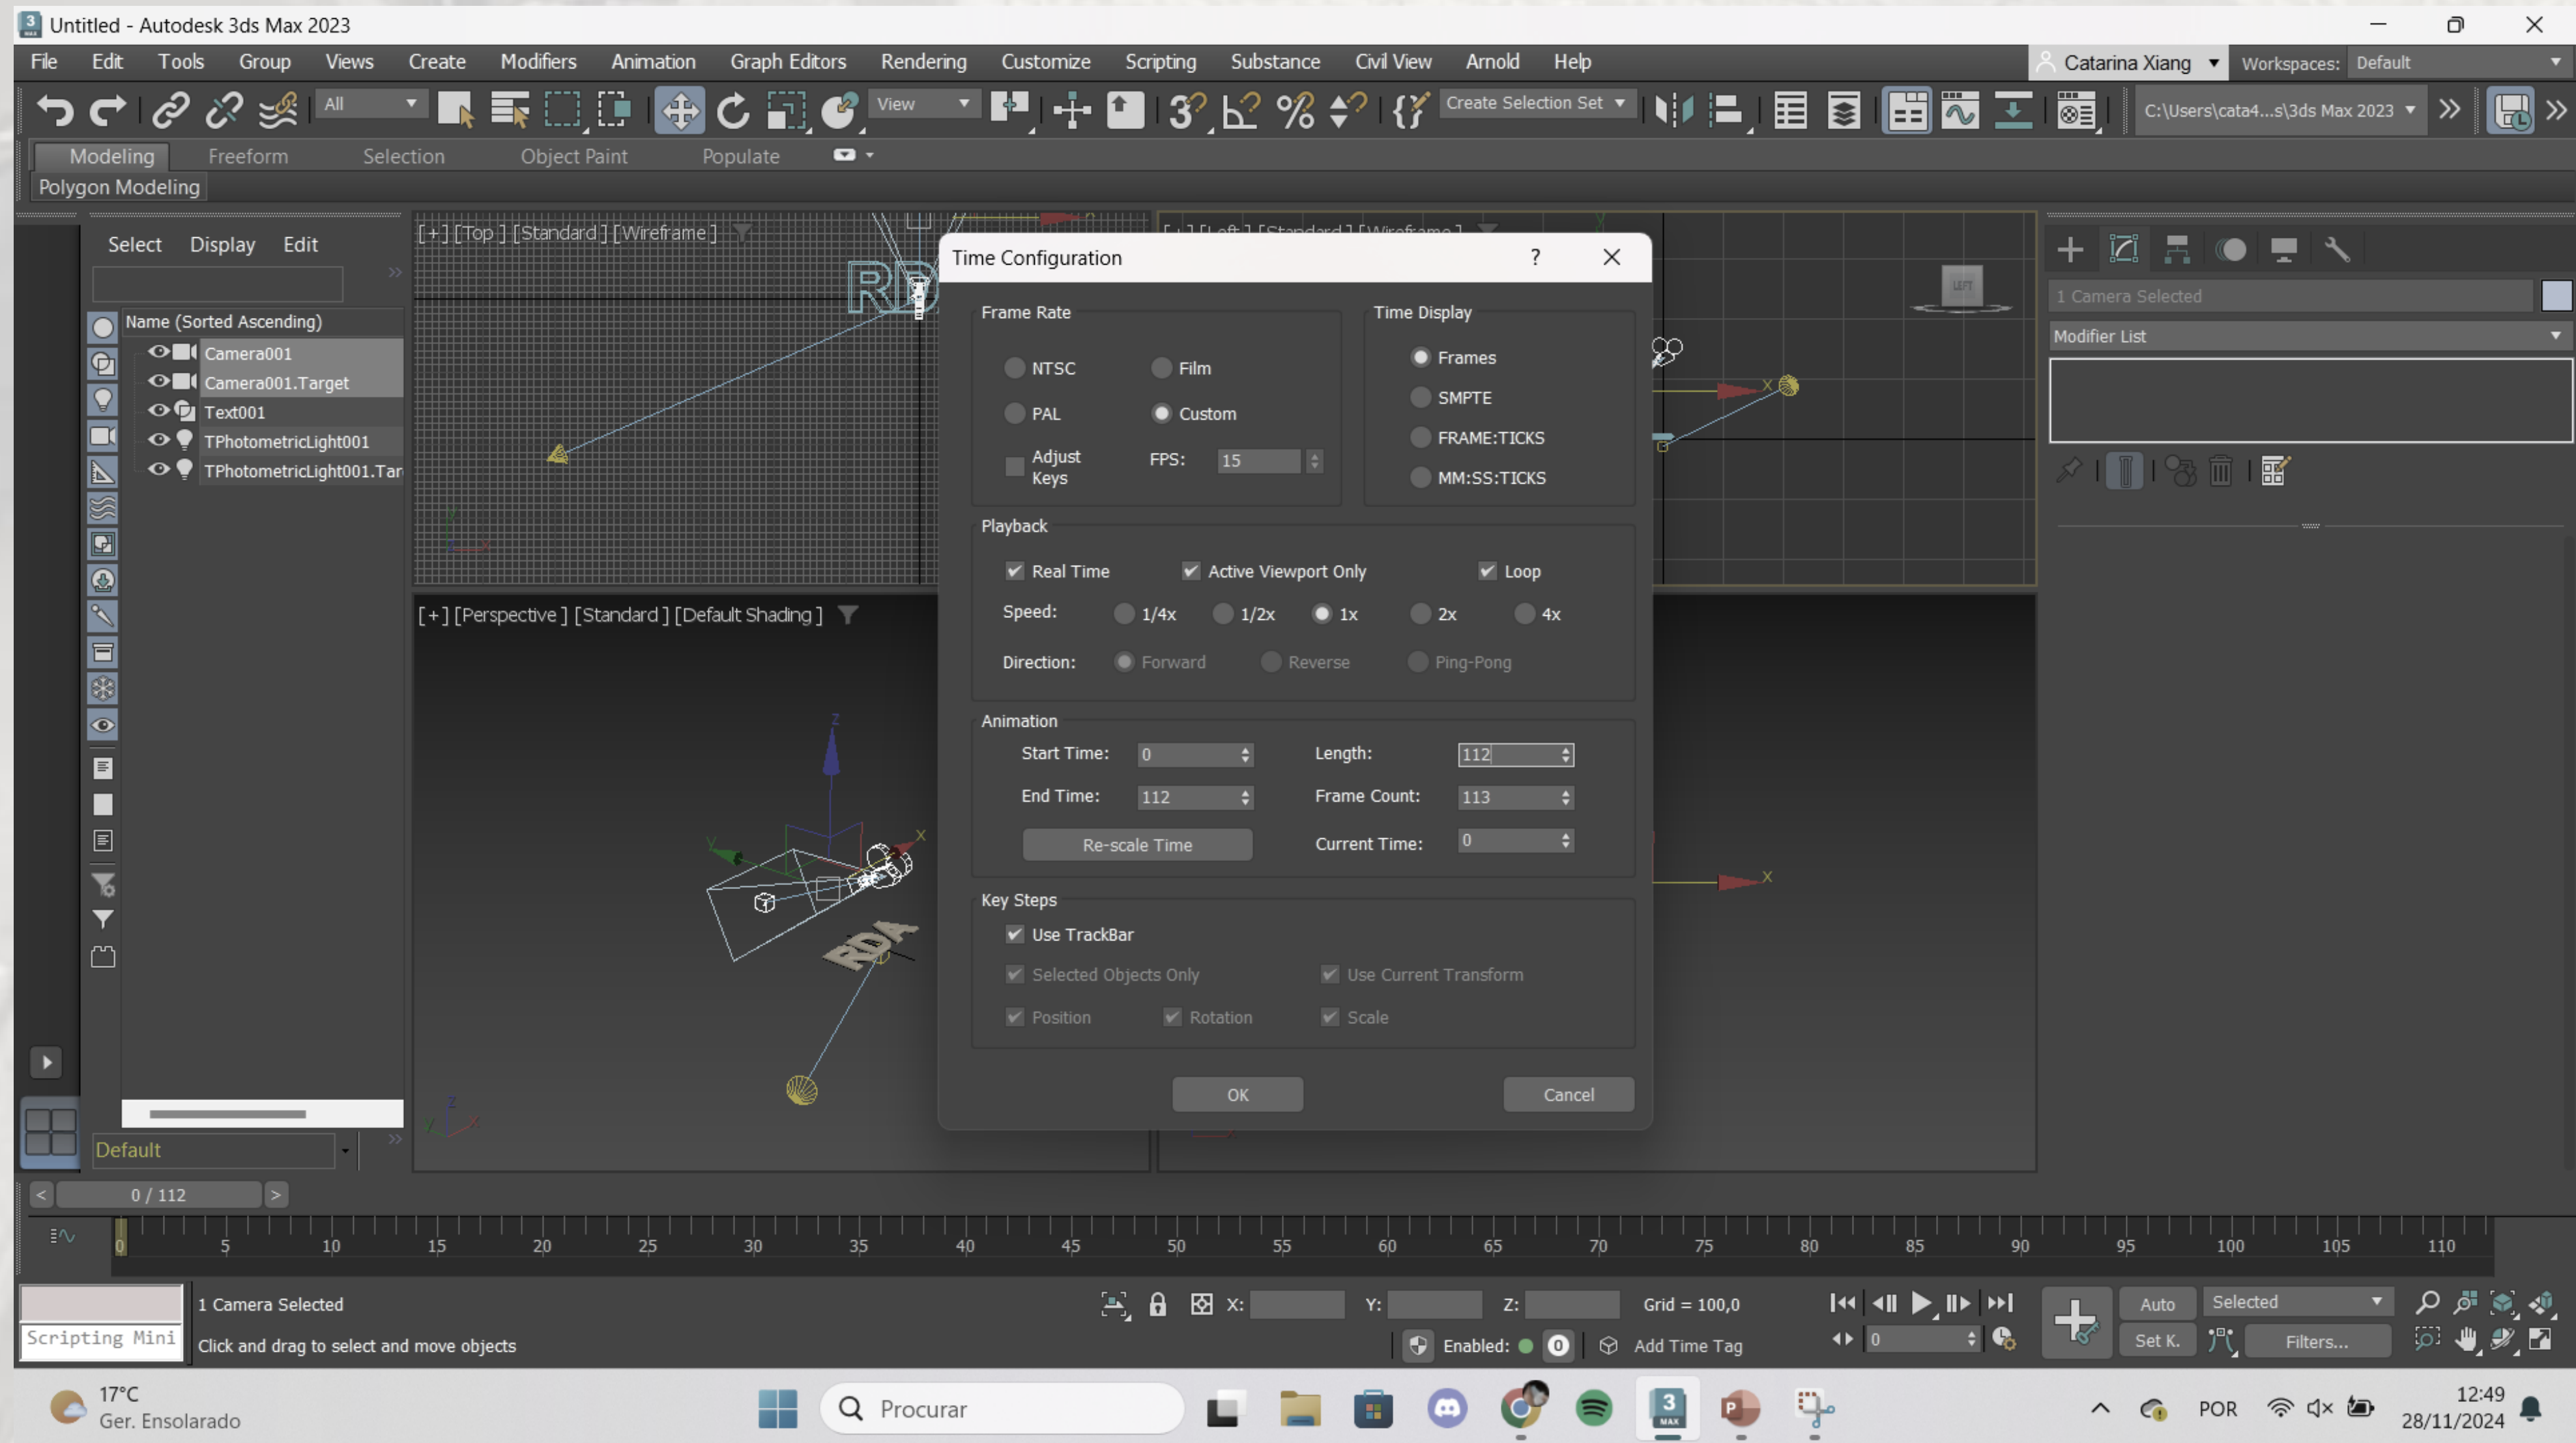 Untitled - Autodesk 3ds Max 2023
File Edit Tools Group Views Create Modifiers Animation Graph Editors Rendering Customize Scripting Substance Civil View Arnold Help
Catarina Xiang Workspaces: Default
All View Create Selection Set C:\Users\cata4...s\3ds Max 2023
Modeling Freeform Selection Object Paint Populate
Polygon Modeling
Select Display Edit
Name (Sorted Ascending)
Camera001
Camera001.Target
Text001
TPhotometricLight001
TPhotometricLight001.Tar
Default
[+] [Top ] [Standard ] [Wireframe ]
[+] [Left ] [Standard ] [Wireframe ]
LEFT
[+] [Perspective ] [Standard ] [Default Shading ]
RDA
Time Configuration ?
Frame Rate
NTSC Film
PAL Custom
Adjust Keys FPS: 15
Time Display
Frames
SMPTE
FRAME:TICKS
MM:SS:TICKS
Playback
Real Time Active Viewport Only Loop
Speed: 1/4x 1/2x 1x 2x 4x
Direction: Forward Reverse Ping-Pong
Animation
Start Time: 0 Length: 112
End Time: 112 Frame Count: 113
Re-scale Time Current Time: 0
Key Steps
Use TrackBar
Selected Objects Only Use Current Transform
Position Rotation Scale
OK Cancel
1 Camera Selected
Modifier List
< 0 / 112 >
0 5 10 15 20 25 30 35 40 45 50 55 60 65 70 75 80 85 90 95 100 105 110
1 Camera Selected X: Y: Z: Grid = 100,0 Auto Selected
Scripting Mini Click and drag to select and move objects Enabled: 0 Add Time Tag 0 Set K. Filters...
17°C
Ger. Ensolarado
Procurar
POR
12:49
28/11/2024